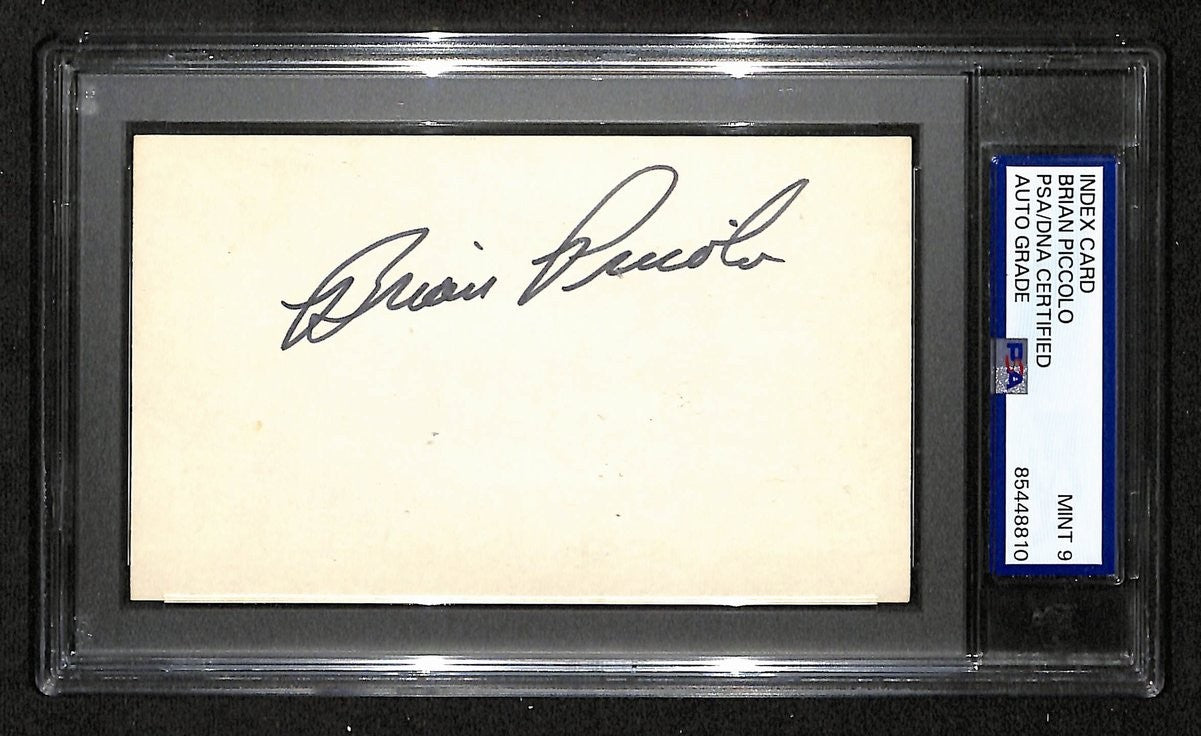 Brian Piccolo
INDEX CARD
BRIAN PICCOLO
PSA/DNA CERTIFIED
AUTO GRADE
MINT 9
85448810
PSA